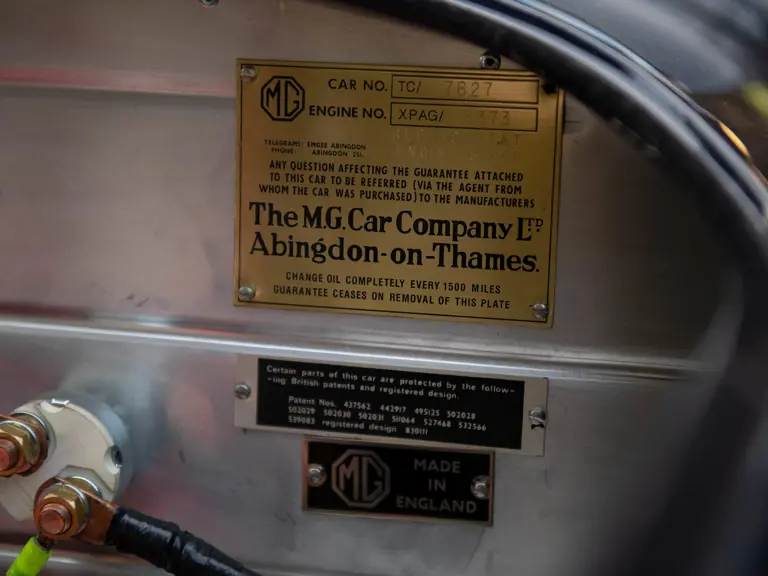 MG
CAR NO. TC/ 7827
ENGINE NO. XPAG/ 373
TELEGRAMS: EMGEE ABINGDON
PHONE: ABINGDON 251.
ANY QUESTION AFFECTING THE GUARANTEE ATTACHED
TO THIS CAR TO BE REFERRED (VIA THE AGENT FROM
WHOM THE CAR WAS PURCHASED) TO THE MANUFACTURERS
The M.G. Car Company LTD.
Abingdon-on-Thames.
CHANGE OIL COMPLETELY EVERY 1500 MILES
GUARANTEE CEASES ON REMOVAL OF THIS PLATE
Certain parts of this car are protected by the follow-
-ing British patents and registered design.
Patent Nos. 437562 442917 495125 502028
502029 502030 502031 511064 527468 532566
539083 registered design 830111
MG
MADE
IN
ENGLAND